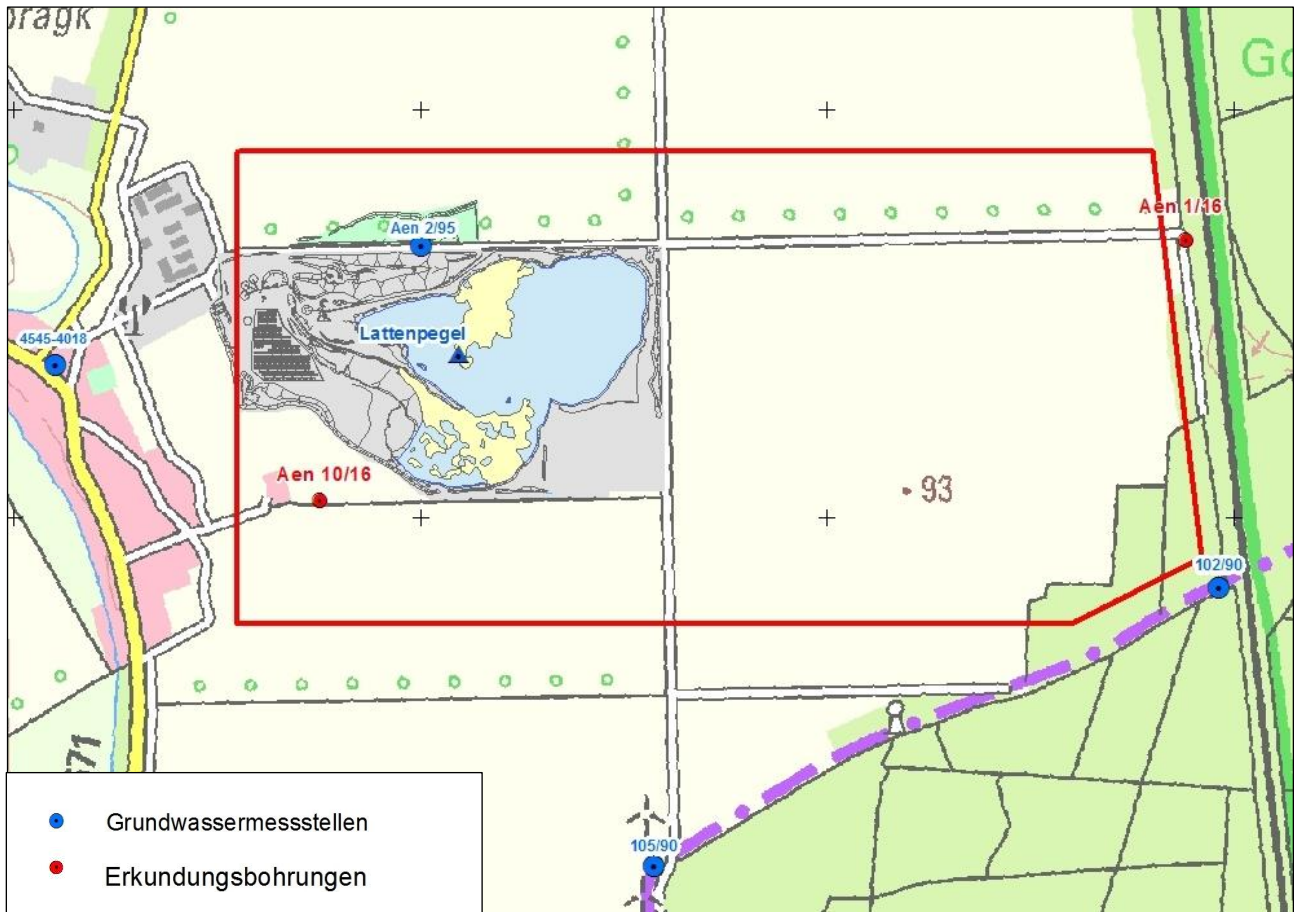 Aen 1/16
Aen 2/95
4545-4018
Lattenpegel
Aen 10/16
93
102/90
105/90
Grundwassermessstellen
Erkundungsbohrungen